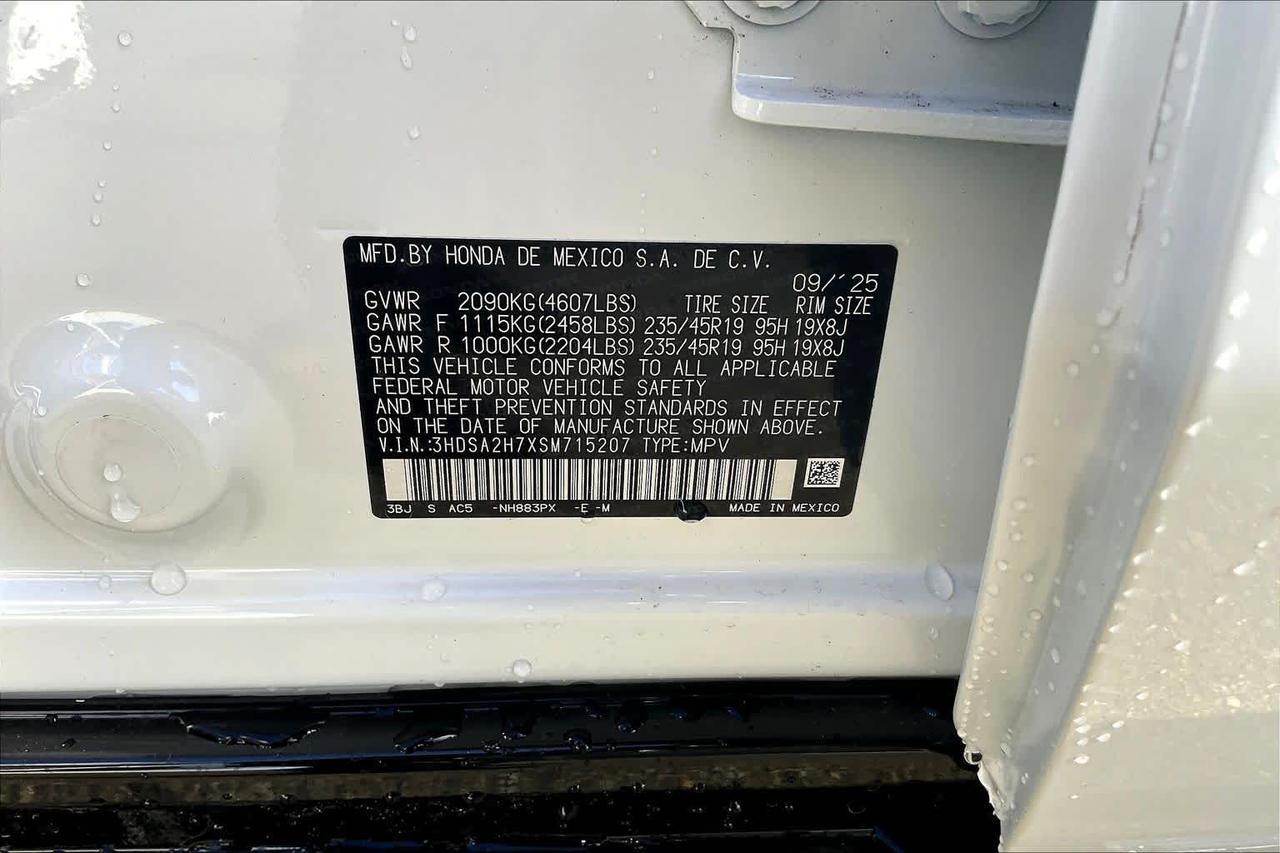 MFD.BY HONDA DE MEXICO S.A. DE C.V.
09/´25
GVWR 2090KG(4607LBS) TIRE SIZE RIM SIZE
GAWR F 1115KG(2458LBS) 235/45R19 95H 19X8J
GAWR R 1000KG(2204LBS) 235/45R19 95H 19X8J
THIS VEHICLE CONFORMS TO ALL APPLICABLE
FEDERAL MOTOR VEHICLE SAFETY
AND THEFT PREVENTION STANDARDS IN EFFECT
ON THE DATE OF MANUFACTURE SHOWN ABOVE.
V.I.N.:3HDSA2H7XSM715207 TYPE:MPV
3BJ S AC5 -NH883PX -E -M MADE IN MEXICO